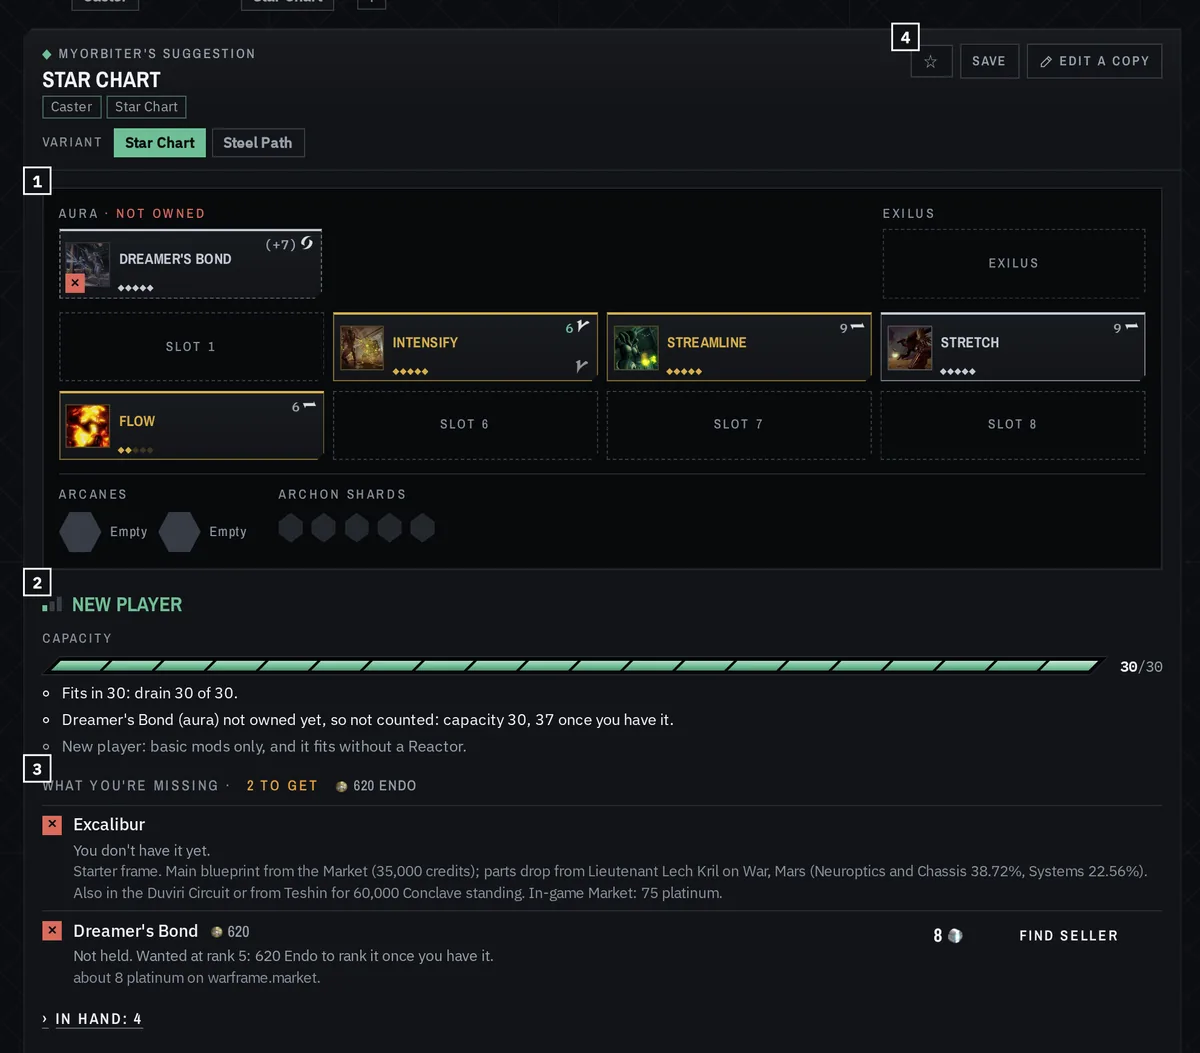 4
MYORBITER'S SUGGESTION
STAR CHART
SAVE
EDIT A COPY
Caster
Star Chart
VARIANT
Star Chart
Steel Path
1
AURA · NOT OWNED
EXILUS
(+7)
DREAMER'S BOND
EXILUS
SLOT 1
6
INTENSIFY
9
STREAMLINE
9
STRETCH
6
FLOW
SLOT 6
SLOT 7
SLOT 8
ARCANES
ARCHON SHARDS
Empty
Empty
2
NEW PLAYER
CAPACITY
30/30
Fits in 30: drain 30 of 30.
Dreamer's Bond (aura) not owned yet, so not counted: capacity 30, 37 once you have it.
New player: basic mods only, and it fits without a Reactor.
3
WHAT YOU'RE MISSING · 2 TO GET 620 ENDO
Excalibur
You don't have it yet.
Starter frame. Main blueprint from the Market (35,000 credits); parts drop from Lieutenant Lech Kril on War, Mars (Neuroptics and Chassis 38.72%, Systems 22.56%).
Also in the Duviri Circuit or from Teshin for 60,000 Conclave standing. In-game Market: 75 platinum.
Dreamer's Bond 620
8
FIND SELLER
Not held. Wanted at rank 5: 620 Endo to rank it once you have it.
about 8 platinum on warframe.market.
› IN HAND: 4